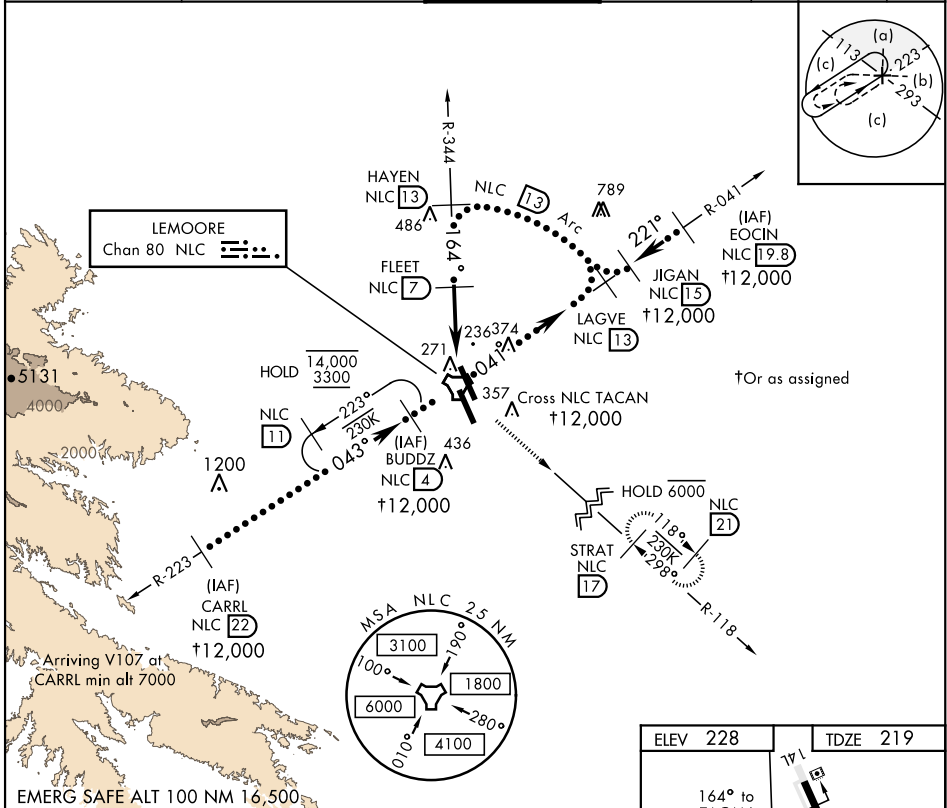 (a)
113
223
(c)
(b)
293
(c)
R-344
HAYEN
NLC 13
486
NLC 13 Arc
789
R-041
221°
(IAF)
EOCIN
NLC 19.8
†12,000
LEMOORE
Chan 80 NLC
164°
FLEET
NLC 7
JIGAN
NLC 15
†12,000
LAGVE
NLC 13
236
374
271
041°
HOLD 14,000
3300
5131
4000
†Or as assigned
357
Cross NLC TACAN
†12,000
NLC
11
223°
230K
043°
(IAF)
BUDDZ
NLC 4
†12,000
436
2000
1200
HOLD 6000
NLC
21
118°
230K
298°
STRAT
NLC
17
R-223
(IAF)
CARRL
NLC 22
†12,000
R-118
MSA NLC 25 NM
3100
190°
100°
1800
6000
280°
010°
4100
Arriving V107 at
CARRL min alt 7000
ELEV 228
TDZE 219
14L
164° to
EMERG SAFE ALT 100 NM 16,500